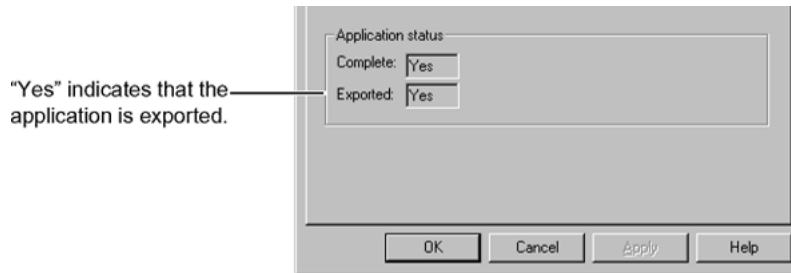 Application status
Complete: Yes
“Yes” indicates that the
application is exported.
Exported: Yes
OK Cancel Apply Help